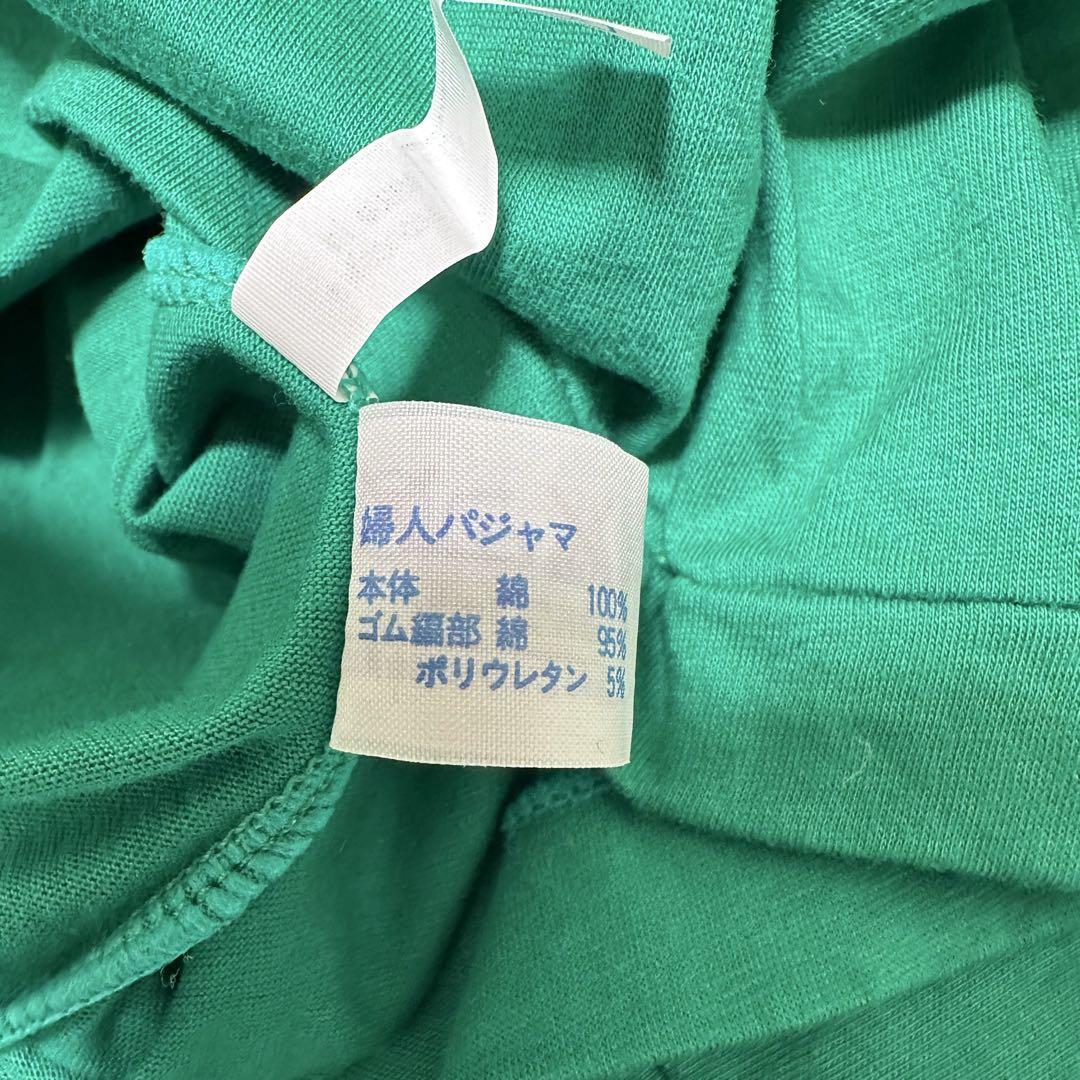 婦人パジャマ
本体 綿 100%
ゴム編部 綿 95%
ポリウレタン 5%